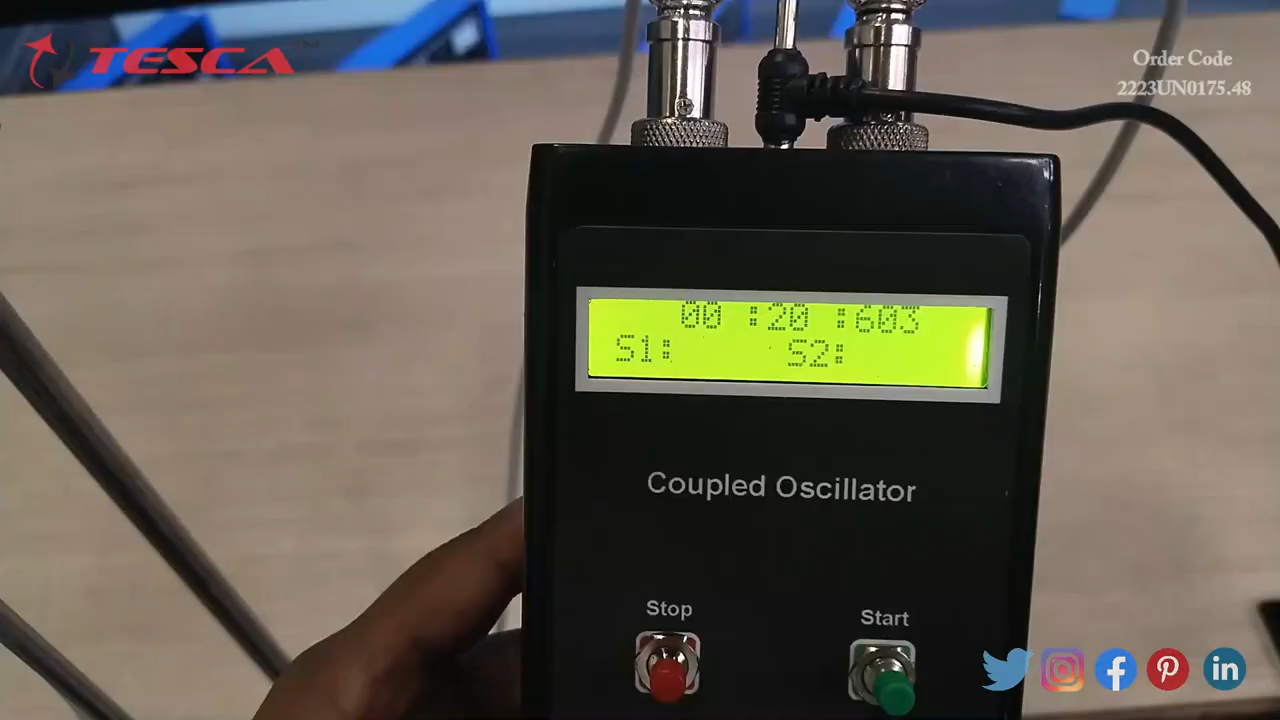 TESCA
Order Code
2223UN0175.48
00 :20 :603
S1: S2:
Coupled Oscillator
Stop Start